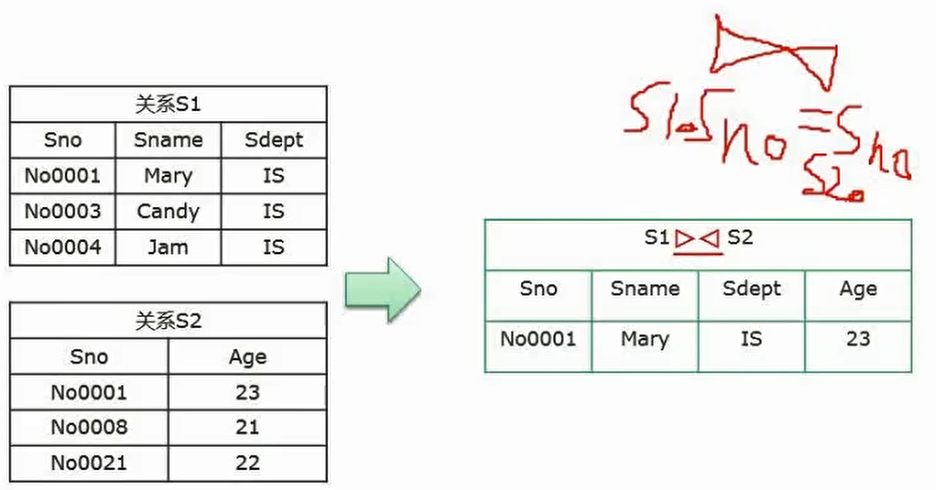 关系S1
Sno Sname Sdept
No0001 Mary IS
No0003 Candy IS
No0004 Jam IS
关系S2
Sno Age
No0001 23
No0008 21
No0021 22
S1.Sno = Sno
S2.
S1 ▷◁ S2
Sno Sname Sdept Age
No0001 Mary IS 23